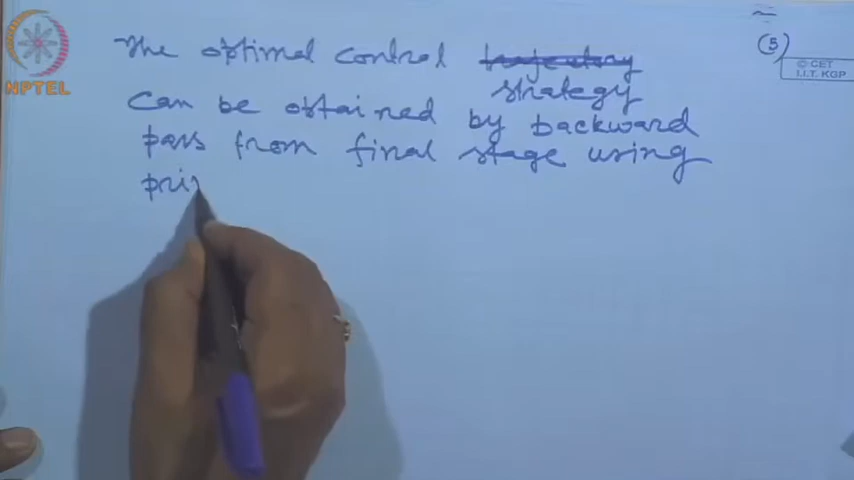 5
© CET
I.I.T. KGP
NPTEL
The optimal control trajectory
strategy
can be obtained by backward
pass from final stage using
pri